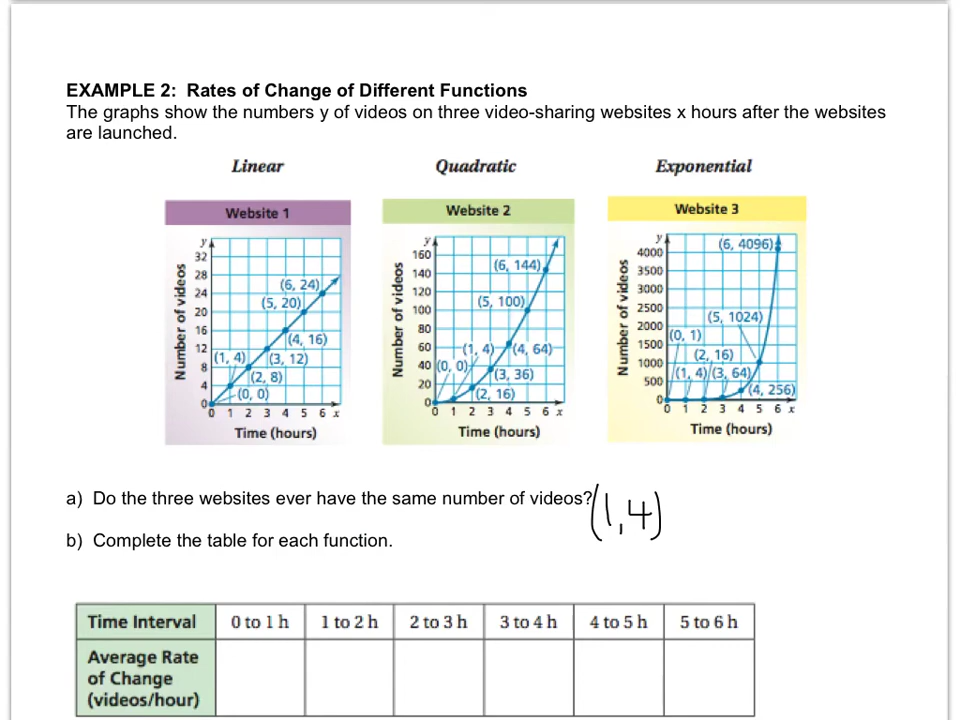 EXAMPLE 2: Rates of Change of Different Functions
The graphs show the numbers y of videos on three video-sharing websites x hours after the websites
are launched.
Linear
Quadratic
Exponential
Website 1
y
32
28
24
20
16
12
8
4
0
0 1 2 3 4 5 6 x
(6, 24)
(5, 20)
(4, 16)
(1, 4)
(3, 12)
(2, 8)
(0, 0)
Number of videos
Time (hours)
Website 2
y
160
140
120
100
80
60
40
20
0
0 1 2 3 4 5 6 x
(6, 144)
(5, 100)
(1, 4)
(4, 64)
(0, 0)
(3, 36)
(2, 16)
Number of videos
Time (hours)
Website 3
y
4000
3500
3000
2500
2000
1500
1000
500
0
0 1 2 3 4 5 6 x
(6, 4096)
(5, 1024)
(0, 1)
(2, 16)
(1, 4)
(3, 64)
(4, 256)
Number of videos
Time (hours)
a) Do the three websites ever have the same number of videos? (1,4)
b) Complete the table for each function.
Time Interval 0 to 1 h 1 to 2 h 2 to 3 h 3 to 4 h 4 to 5 h 5 to 6 h
Average Rate
of Change
(videos/hour)